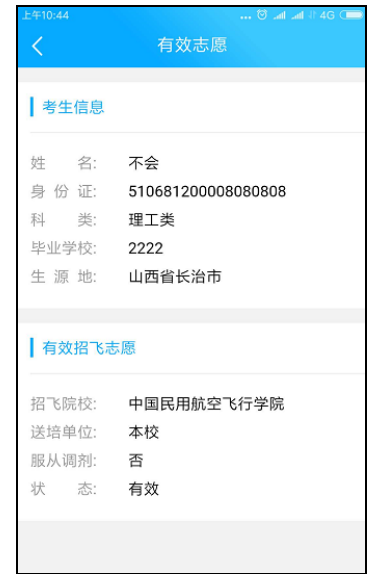 上午10:44 ... 4G
有效志愿
考生信息
姓 名: 不会
身 份 证: 510681200008080808
科 类: 理工类
毕业学校: 2222
生 源 地: 山西省长治市
有效招飞志愿
招飞院校: 中国民用航空飞行学院
送培单位: 本校
服从调剂: 否
状 态: 有效